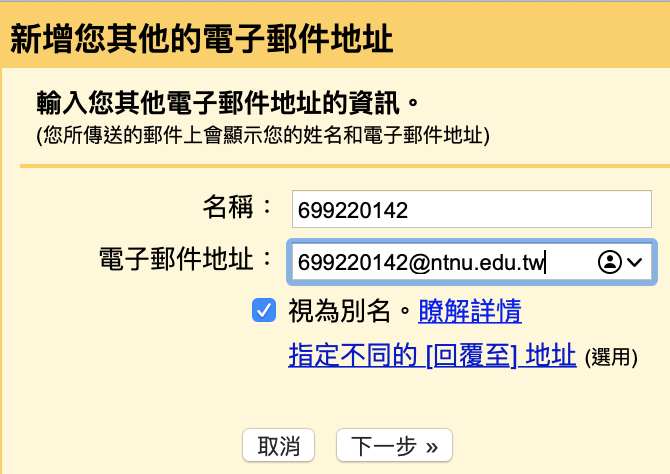 新增您其他的電子郵件地址
輸入您其他電子郵件地址的資訊。
(您所傳送的郵件上會顯示您的姓名和電子郵件地址)
名稱： 699220142
電子郵件地址： 699220142@ntnu.edu.tw
視為別名。瞭解詳情
指定不同的 [回覆至] 地址 (選用)
取消 下一步 »